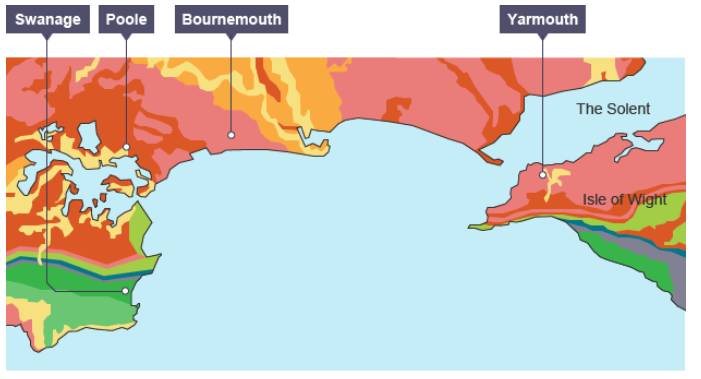 Swanage
Poole
Bournemouth
Yarmouth
The Solent
Isle of Wight